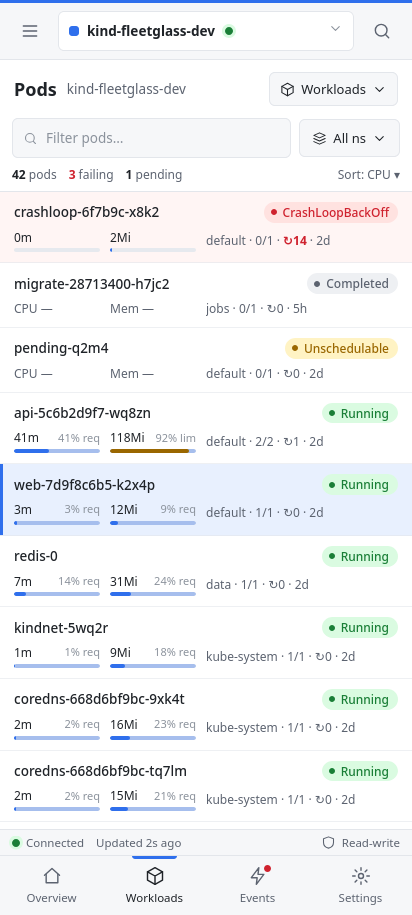 kind-fleetglass-dev
Pods kind-fleetglass-dev Workloads
Filter pods… All ns
42 pods 3 failing 1 pending Sort: CPU ▾
crashloop-6f7b9c-x8k2 CrashLoopBackOff
0m 2Mi default · 0/1 · ↻14 · 2d
migrate-28713400-h7jc2 Completed
CPU — Mem — jobs · 0/1 · ↻0 · 5h
pending-q2m4 Unschedulable
CPU — Mem — default · 0/1 · ↻0 · 2d
api-5c6b2d9f7-wq8zn Running
41m 41% req 118Mi 92% lim default · 2/2 · ↻1 · 2d
web-7d9f8c6b5-k2x4p Running
3m 3% req 12Mi 9% req default · 1/1 · ↻0 · 2d
redis-0 Running
7m 14% req 31Mi 24% req data · 1/1 · ↻0 · 2d
kindnet-5wq2r Running
1m 1% req 9Mi 18% req kube-system · 1/1 · ↻0 · 2d
coredns-668d6bf9bc-9xk4t Running
2m 2% req 16Mi 23% req kube-system · 1/1 · ↻0 · 2d
coredns-668d6bf9bc-tq7lm Running
2m 2% req 15Mi 21% req kube-system · 1/1 · ↻0 · 2d
Connected Updated 2s ago Read-write
Overview Workloads Events Settings